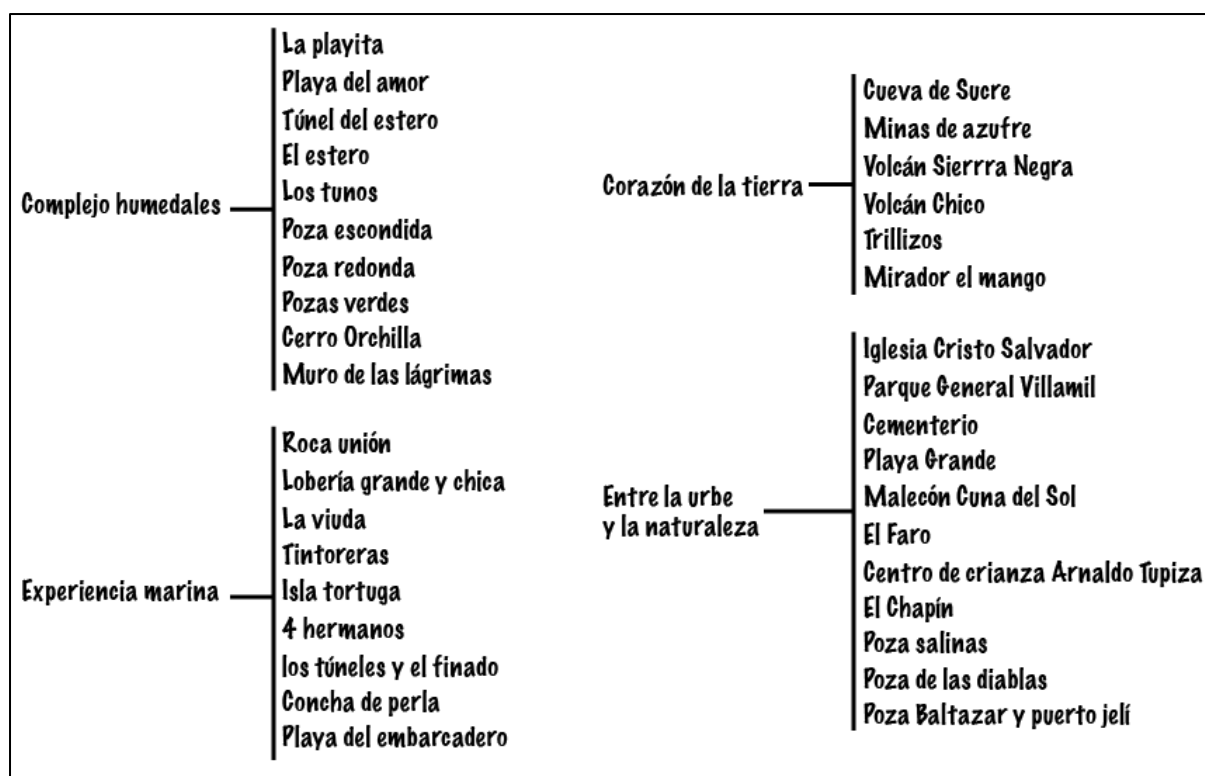 Complejo humedales
La playita
Playa del amor
Túnel del estero
El estero
Los tunos
Poza escondida
Poza redonda
Pozas verdes
Cerro Orchilla
Muro de las lágrimas
Experiencia marina
Roca unión
Lobería grande y chica
La viuda
Tintoreras
Isla tortuga
4 hermanos
los túneles y el finado
Concha de perla
Playa del embarcadero
Corazón de la tierra
Cueva de Sucre
Minas de azufre
Volcán Sierrra Negra
Volcán Chico
Trillizos
Mirador el mango
Entre la urbe
y la naturaleza
Iglesia Cristo Salvador
Parque General Villamil
Cementerio
Playa Grande
Malecón Cuna del Sol
El Faro
Centro de crianza Arnaldo Tupiza
El Chapín
Poza salinas
Poza de las diablas
Poza Baltazar y puerto jelí